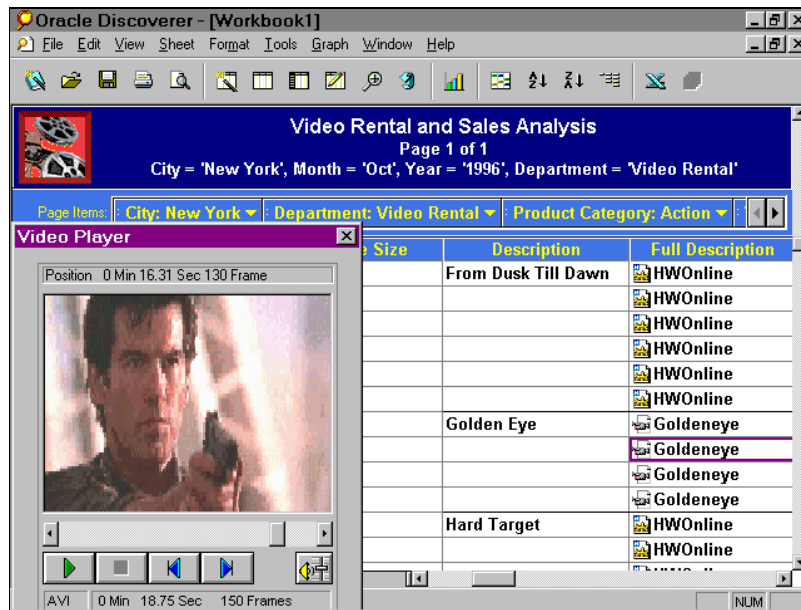 Oracle Discoverer - [Workbook1]
File Edit View Sheet Format Tools Graph Window Help
Video Rental and Sales Analysis
Page 1 of 1
City = 'New York', Month = 'Oct', Year = '1996', Department = 'Video Rental'
Page Items: City: New York Department: Video Rental Product Category: Action
Video Player
Size Description Full Description
Position 0 Min 16.31 Sec 130 Frame
From Dusk Till Dawn HWOnline
HWOnline
HWOnline
HWOnline
HWOnline
HWOnline
Golden Eye Goldeneye
Goldeneye
Goldeneye
Goldeneye
Hard Target HWOnline
HWOnline
AVI 0 Min 18.75 Sec 150 Frames
NUM